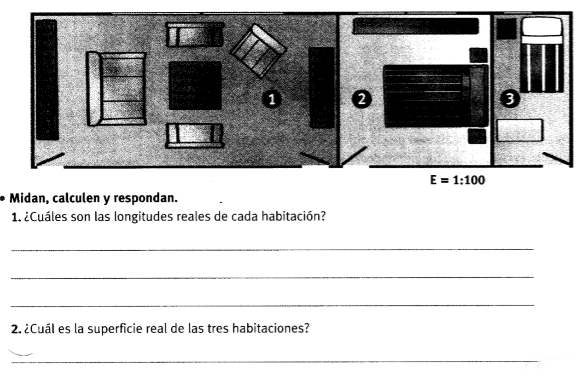 1
2
3
E = 1:100
• Midan, calculen y respondan.
1. ¿Cuáles son las longitudes reales de cada habitación?
2. ¿Cuál es la superficie real de las tres habitaciones?